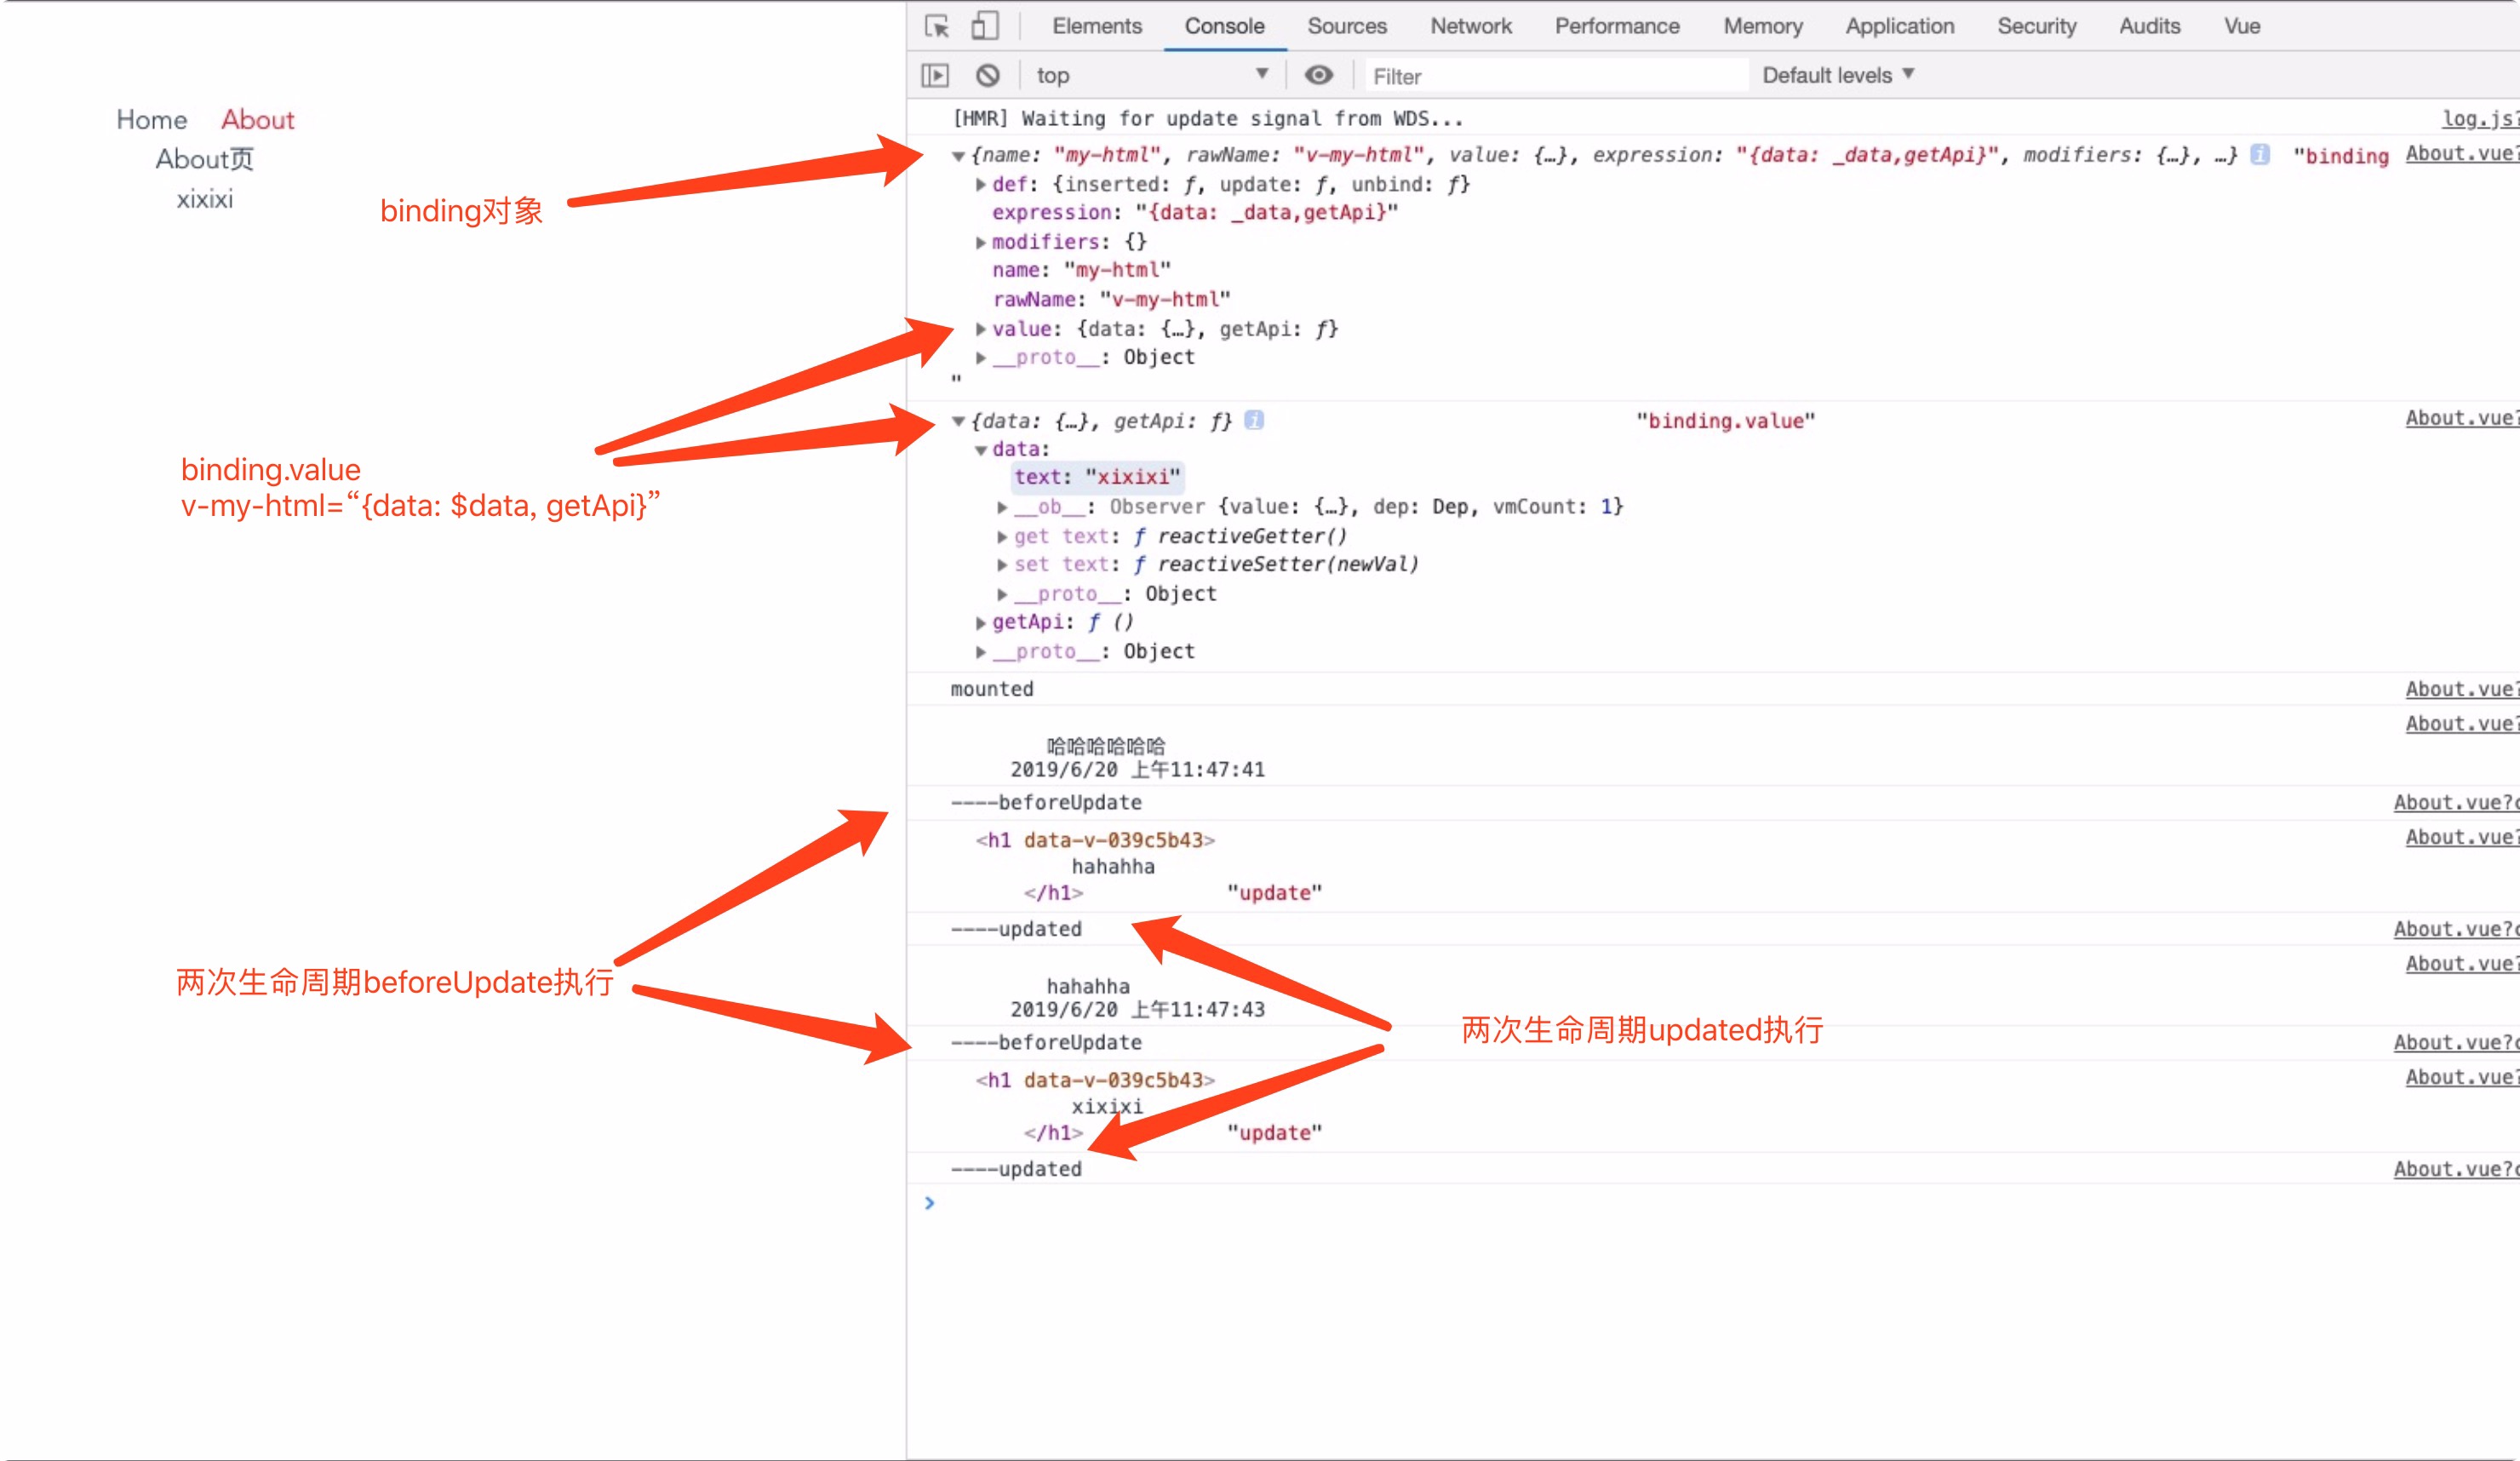 Elements Console Sources Network Performance Memory Application Security Audits Vue
top Filter Default levels
Home About
About页
xixixi
binding对象
binding.value
v-my-html=“{data: $data, getApi}”
两次生命周期beforeUpdate执行
[HMR] Waiting for update signal from WDS... log.js?
{name: "my-html", rawName: "v-my-html", value: {…}, expression: "{data: _data,getApi}", modifiers: {…}, …} "binding About.vue?
def: {inserted: ƒ, update: ƒ, unbind: ƒ}
expression: "{data: _data,getApi}"
modifiers: {}
name: "my-html"
rawName: "v-my-html"
value: {data: {…}, getApi: ƒ}
__proto__: Object
"
{data: {…}, getApi: ƒ} "binding.value" About.vue?
data:
text: "xixixi"
__ob__: Observer {value: {…}, dep: Dep, vmCount: 1}
get text: ƒ reactiveGetter()
set text: ƒ reactiveSetter(newVal)
__proto__: Object
getApi: ƒ ()
__proto__: Object
mounted About.vue?
About.vue?
哈哈哈哈哈哈
2019/6/20 上午11:47:41
----beforeUpdate About.vue?
<h1 data-v-039c5b43> About.vue?
hahahha
</h1> "update"
----updated About.vue?
About.vue?
hahahha
2019/6/20 上午11:47:43
----beforeUpdate About.vue?
<h1 data-v-039c5b43> About.vue?
xixixi
</h1> "update"
----updated About.vue?
两次生命周期updated执行